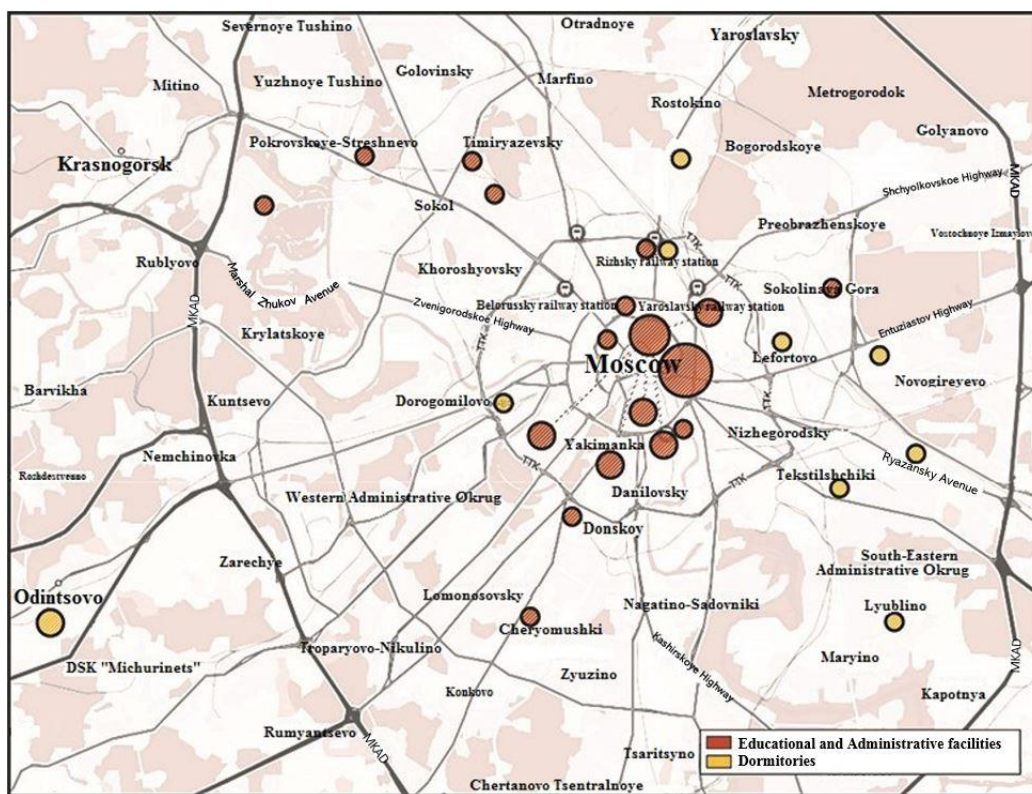 Otradnoye
Severnoye Tushino
Yaroslavsky
Golovinsky
Marfino
Mitino
Yuzhnoye Tushino
Metrogorodok
Rostokino
Golyanovo
Pokrovskoye-Streshnevo
Timiryazevsky
Bogorodskoye
Krasnogorsk
MKAD
Shchyolkovskoe Highway
Sokol
Preobrazhenskoye
Vostochnoye Izmaylovo
TTK
Rublyovo
Khoroshyovsky
Rizhsky railway station
Marshal Zhukov Avenue
TTK
Sokolinaya Gora
MKAD
Zvenigorodskoe Highway
Belorussky railway station
Yaroslavsky railway station
Entuziastov Highway
Krylatskoye
TTK
Moscow
Lefortovo
Barvikha
Novogireyevo
Kuntsevo
Dorogomilovo
TTK
Nizhegorodsky
Nemchinovka
Yakimanka
Ryazansky Avenue
Rozhdestvenno
TTK
Tekstilshchiki
TTK
Western Administrative Okrug
Danilovsky
Donskoy
Zarechye
South-Eastern
Administrative Okrug
Odintsovo
Lomonosovsky
Nagatino-Sadovniki
Lyublino
Cheryomushki
Kashirskoye Highway
Troparyovo-Nikulino
DSK "Michurinets"
Maryino
MKAD
Zyuzino
Konkovo
Kapotnya
Rumyantsevo
MKAD
Tsaritsyno
Chertanovo Tsentralnoye
Educational and Administrative facilities
Dormitories